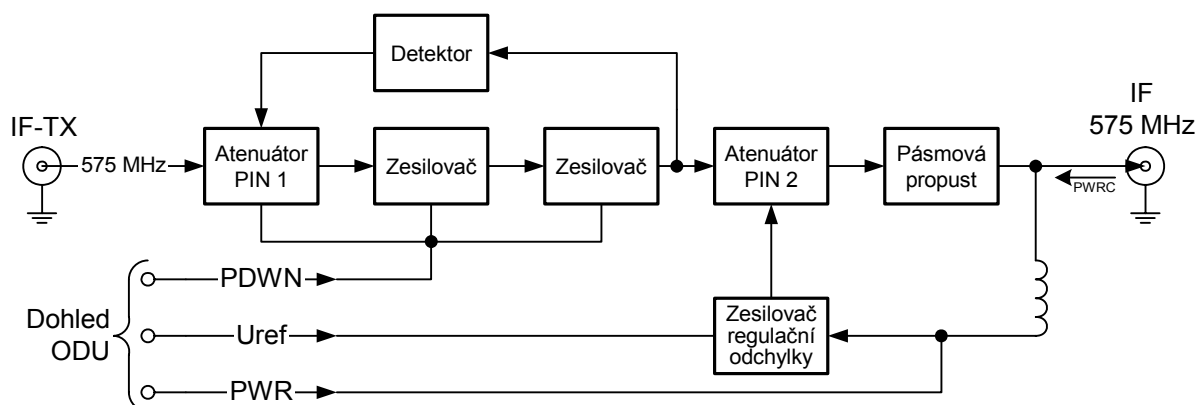 Detektor
IF-TX
575 MHz
Atenuátor
PIN 1
Zesilovač
Zesilovač
Atenuátor
PIN 2
Pásmová
propust
IF
575 MHz
PWRC
Dohled
ODU
PDWN
Uref
PWR
Zesilovač
regulační
odchylky